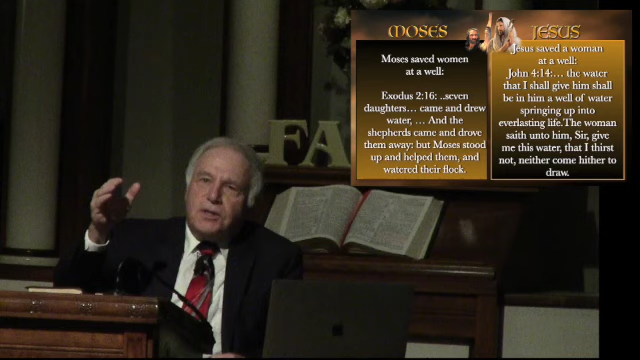 MOSES
Moses saved women
at a well:
Exodus 2:16: ..seven
daughters… came and drew
water, … And the
shepherds came and drove
them away: but Moses stood
up and helped them, and
watered their flock.
JESUS
Jesus saved a woman
at a well:
John 4:14:… the water
that I shall give him shall
be in him a well of water
springing up into
everlasting life.The woman
saith unto him, Sir, give
me this water, that I thirst
not, neither come hither to
draw.
FA